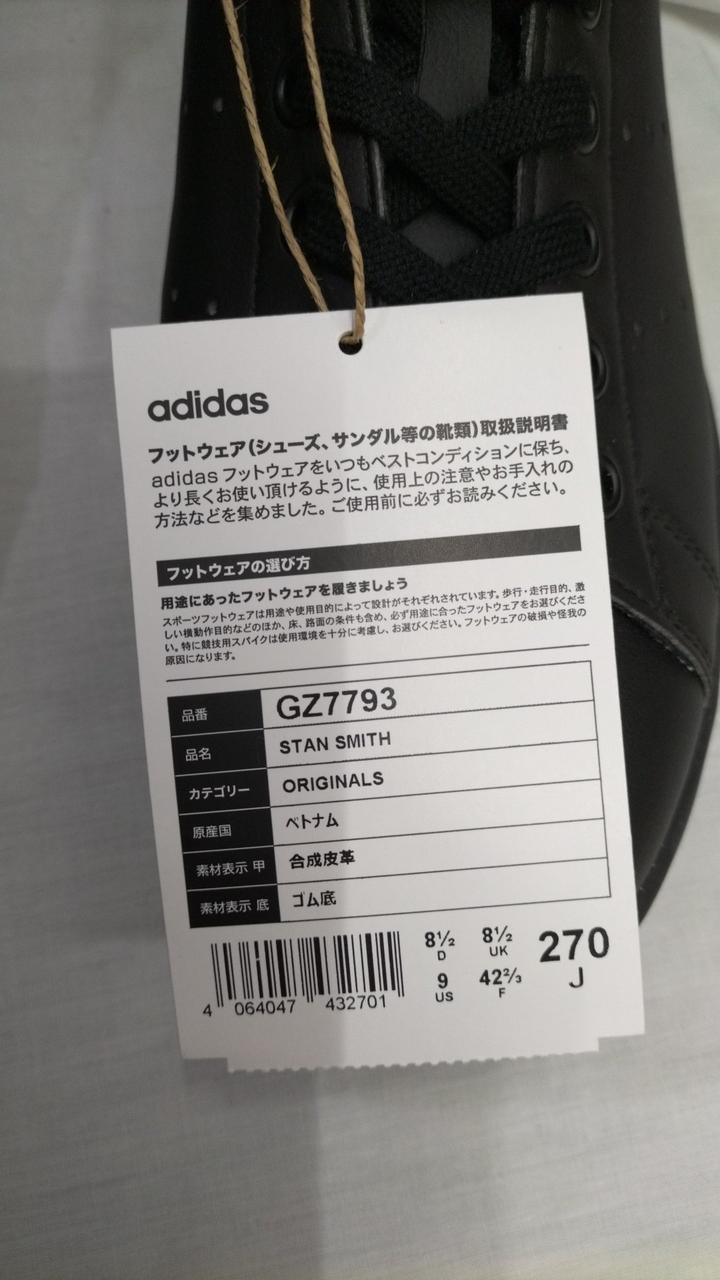 adidas
フットウェア(シューズ、サンダル等の靴類)取扱説明書
adidas フットウェアをいつもベストコンディションに保ち、
より長くお使い頂けるように、使用上の注意やお手入れの
方法などを集めました。ご使用前に必ずお読みください。
フットウェアの選び方
用途にあったフットウェアを履きましょう
スポーツフットウェアは用途や使用目的によって設計がそれぞれされています。歩行・走行目的、激
しい機動作目的などのほか、床、路面の条件も含め、必ず用途に合ったフットウェアをお選びくださ
い。特に競技用スパイクは使用環境を十分に考慮し、お選びください。フットウェアの破損や怪我の
原因になります。
品番 GZ7793
品名 STAN SMITH
カテゴリー ORIGINALS
原産国 ベトナム
素材表示 甲 合成皮革
素材表示 底 ゴム底
8½ 8½ 270
D UK J
9 42⅔
US F
4 064047 432701